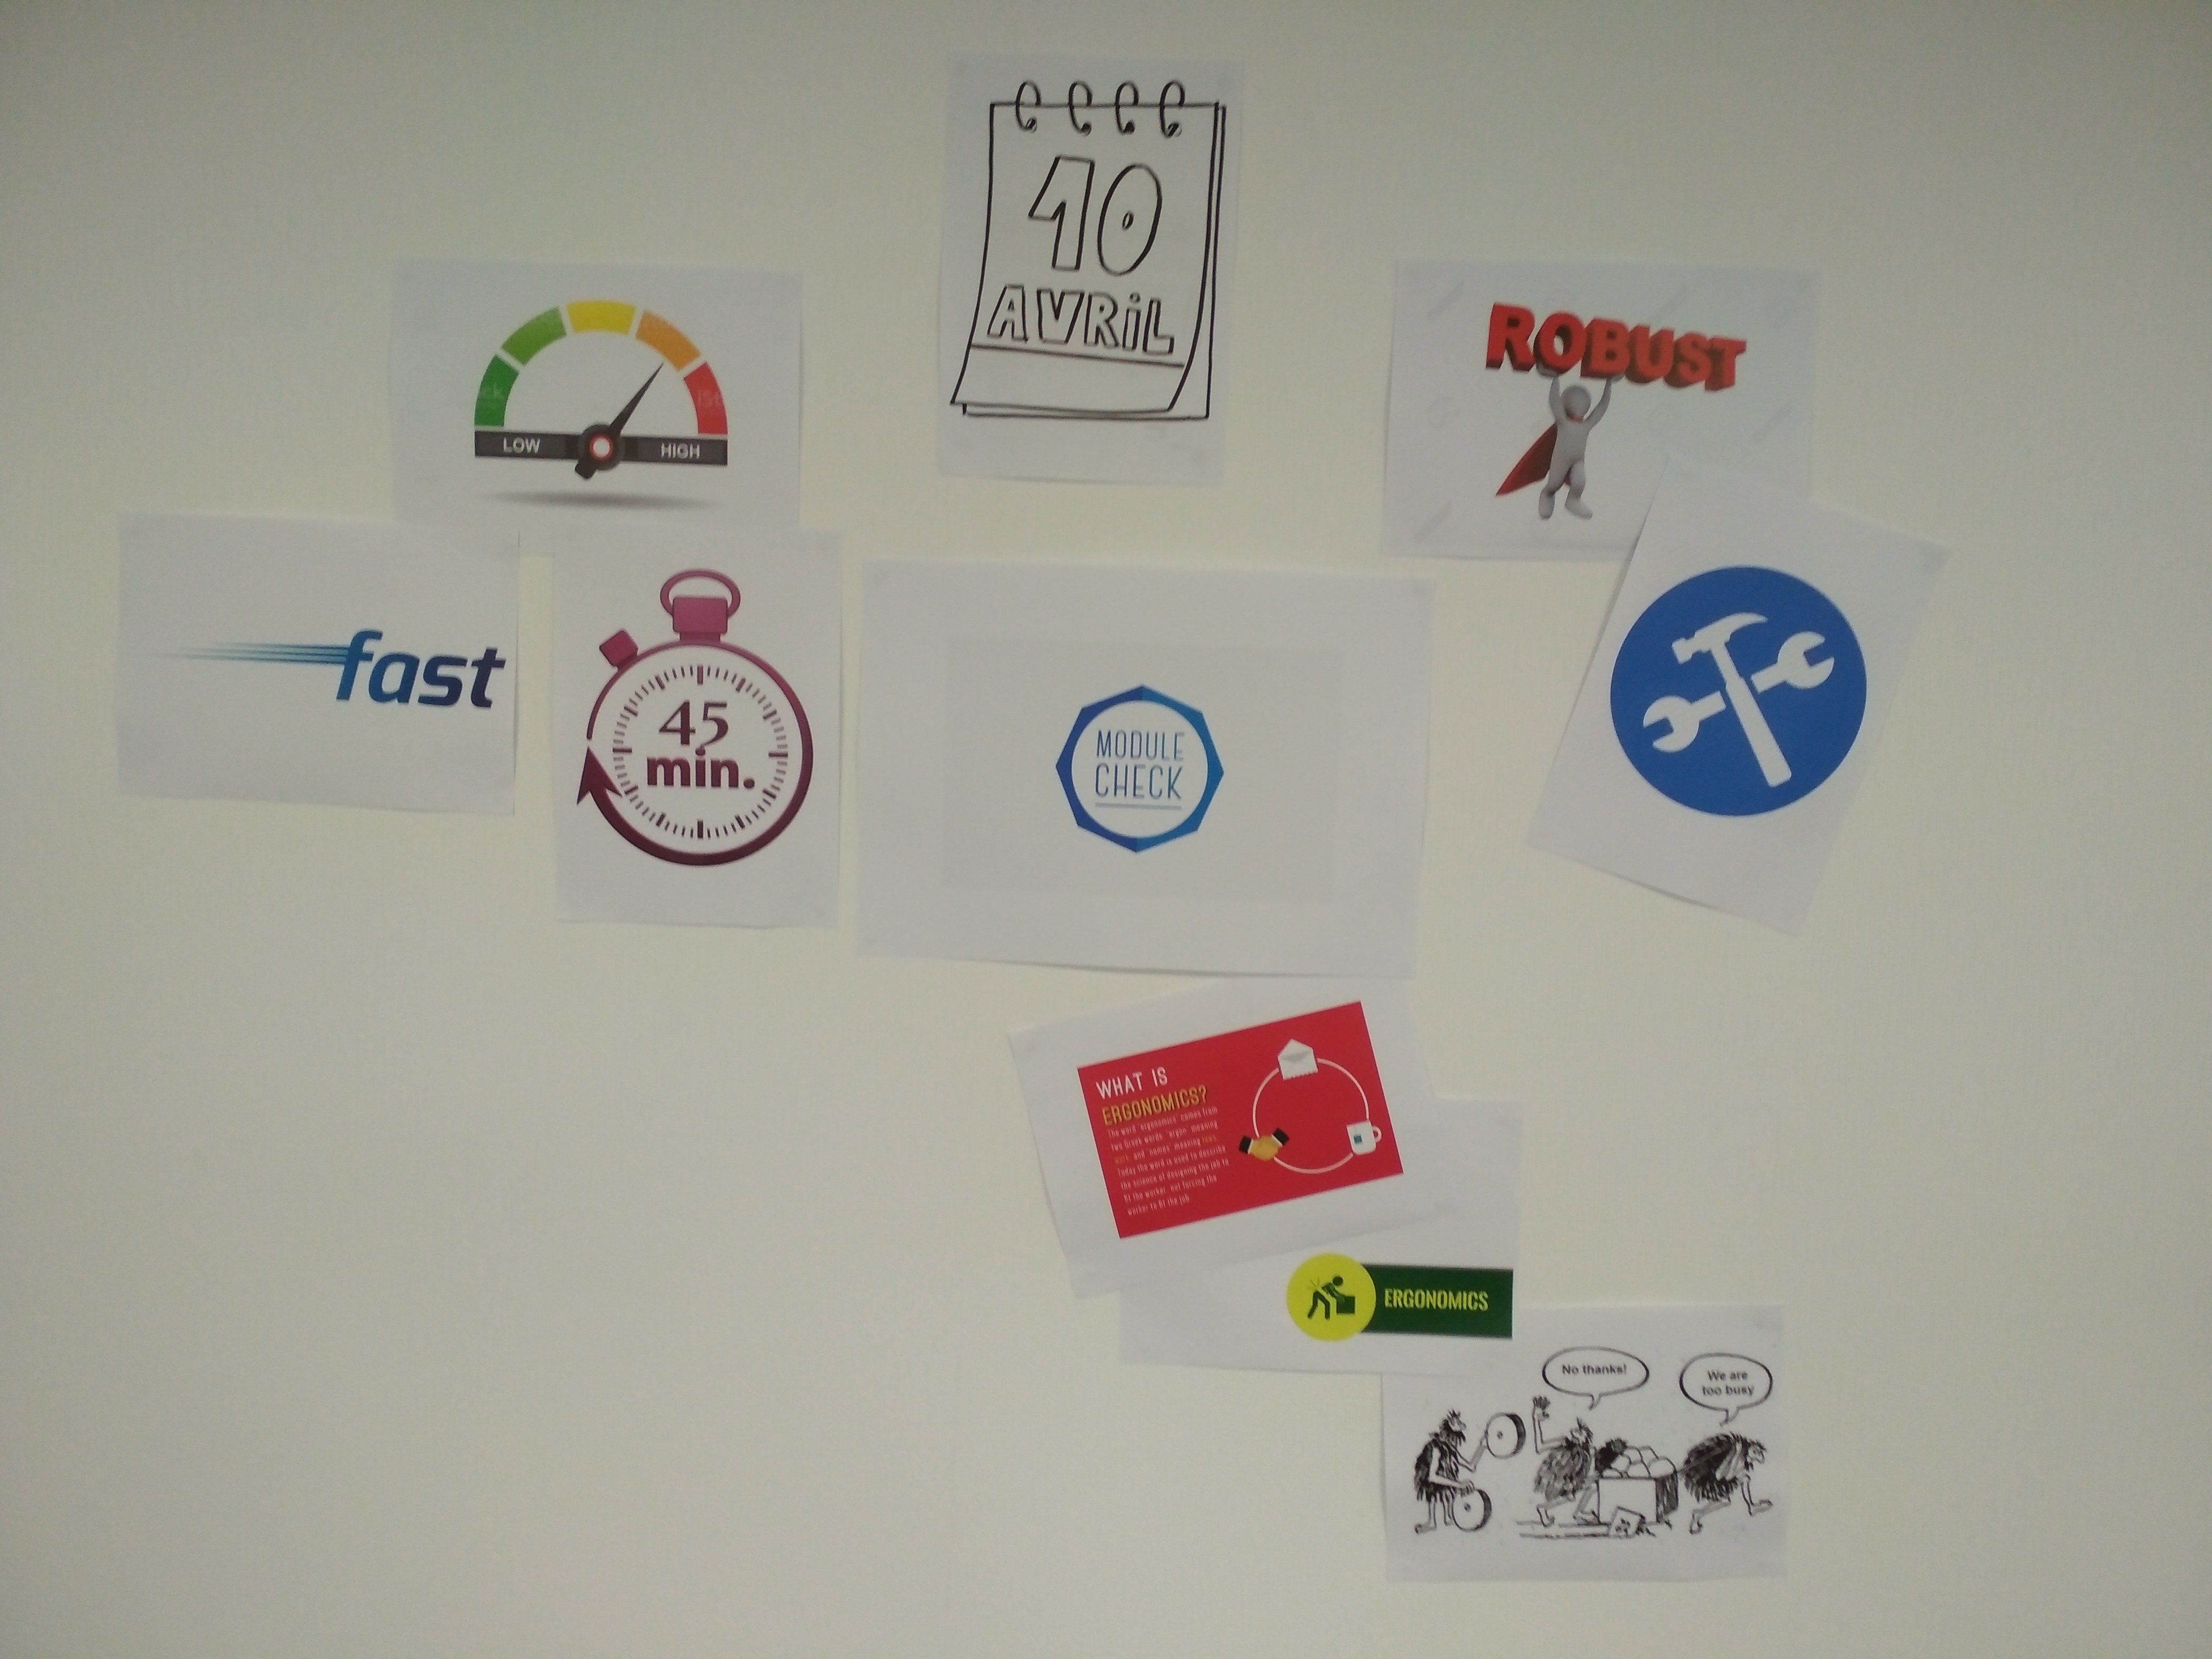 10
AVRiL
LOW
HIGH
ROBUST
fast
45
min.
MODULE
CHECK
WHAT IS
ERGONOMICS?
The word ergonomics comes from
two Greek words argon meaning
work and nomos meaning
Today the word is used to describe
the science of designing the job to
fit the worker not forcing the
worker to fit the job
ERGONOMICS
No thanks!
We are
too busy